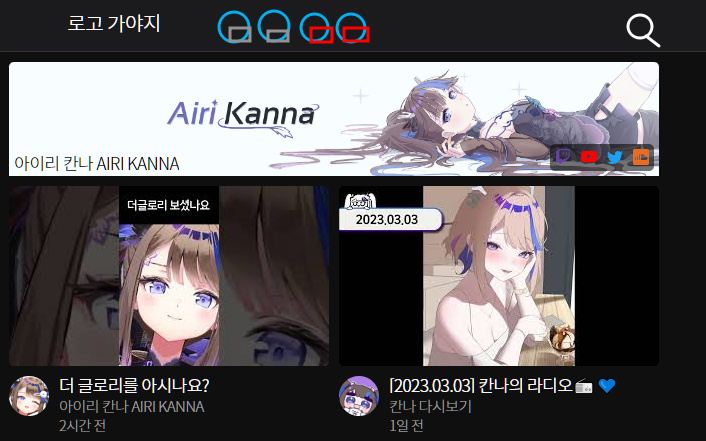 로고 가야지
Airi Kanna
아이리 칸나 AIRI KANNA
더글로리 보셨나요
2023.03.03
더 글로리를 아시나요?
아이리 칸나 AIRI KANNA
2시간 전
[2023.03.03] 칸나의 라디오📻 💙
칸나 다시보기
1일 전